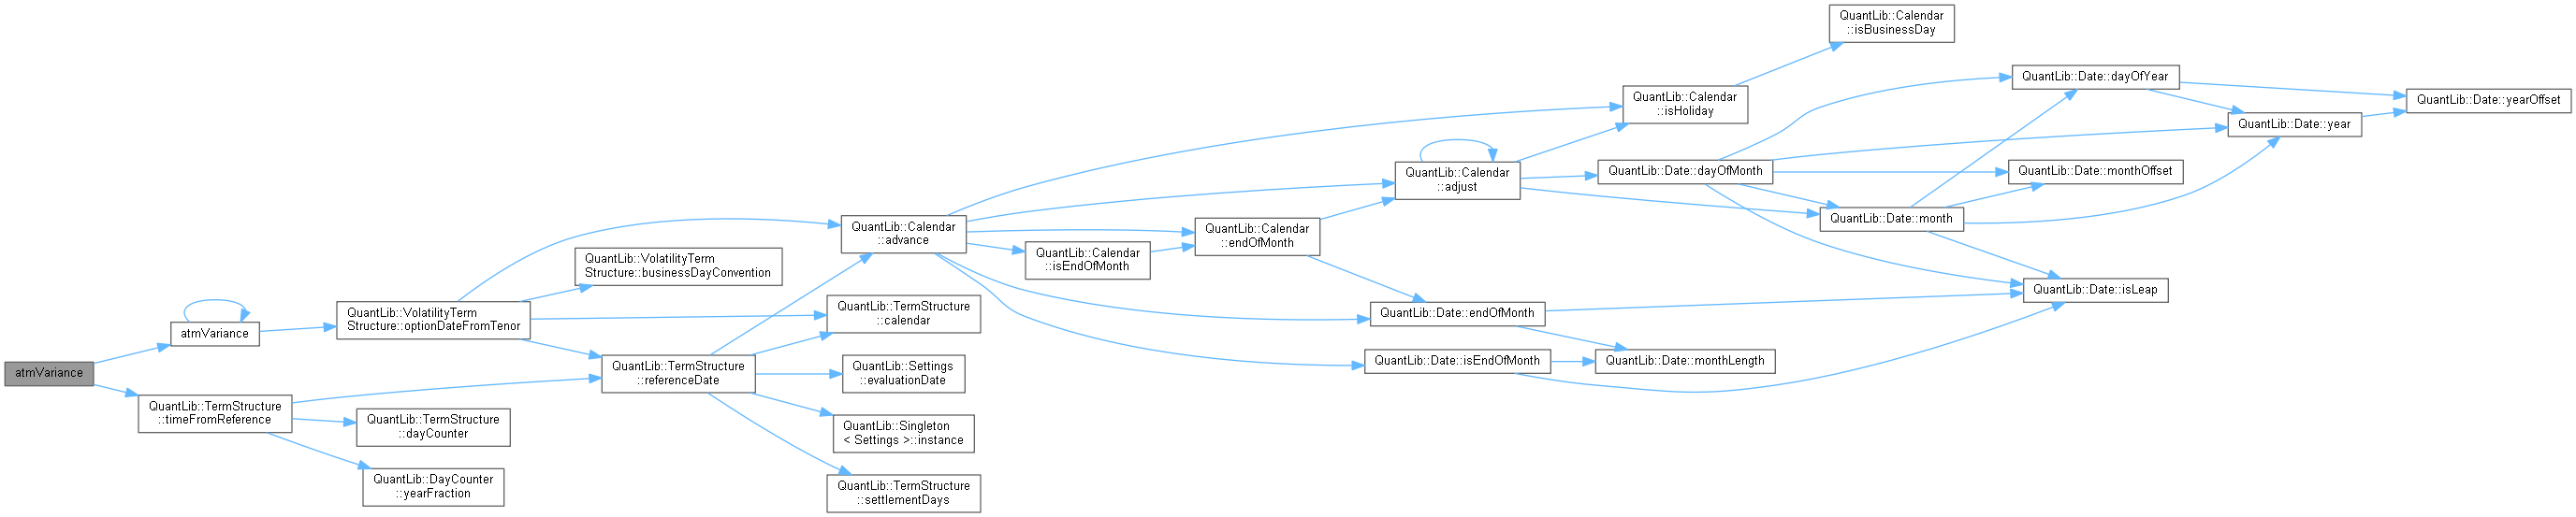 atmVariance
atmVariance
QuantLib::TermStructure
::timeFromReference
QuantLib::VolatilityTerm
Structure::optionDateFromTenor
QuantLib::TermStructure
::dayCounter
QuantLib::DayCounter
::yearFraction
QuantLib::VolatilityTerm
Structure::businessDayConvention
QuantLib::TermStructure
::referenceDate
QuantLib::Calendar
::advance
QuantLib::TermStructure
::calendar
QuantLib::Settings
::evaluationDate
QuantLib::Singleton
< Settings >::instance
QuantLib::TermStructure
::settlementDays
QuantLib::Calendar
::isEndOfMonth
QuantLib::Calendar
::endOfMonth
QuantLib::Calendar
::adjust
QuantLib::Date::endOfMonth
QuantLib::Date::isEndOfMonth
QuantLib::Calendar
::isHoliday
QuantLib::Date::dayOfMonth
QuantLib::Date::monthLength
QuantLib::Calendar
::isBusinessDay
QuantLib::Date::month
QuantLib::Date::dayOfYear
QuantLib::Date::monthOffset
QuantLib::Date::isLeap
QuantLib::Date::year
QuantLib::Date::yearOffset